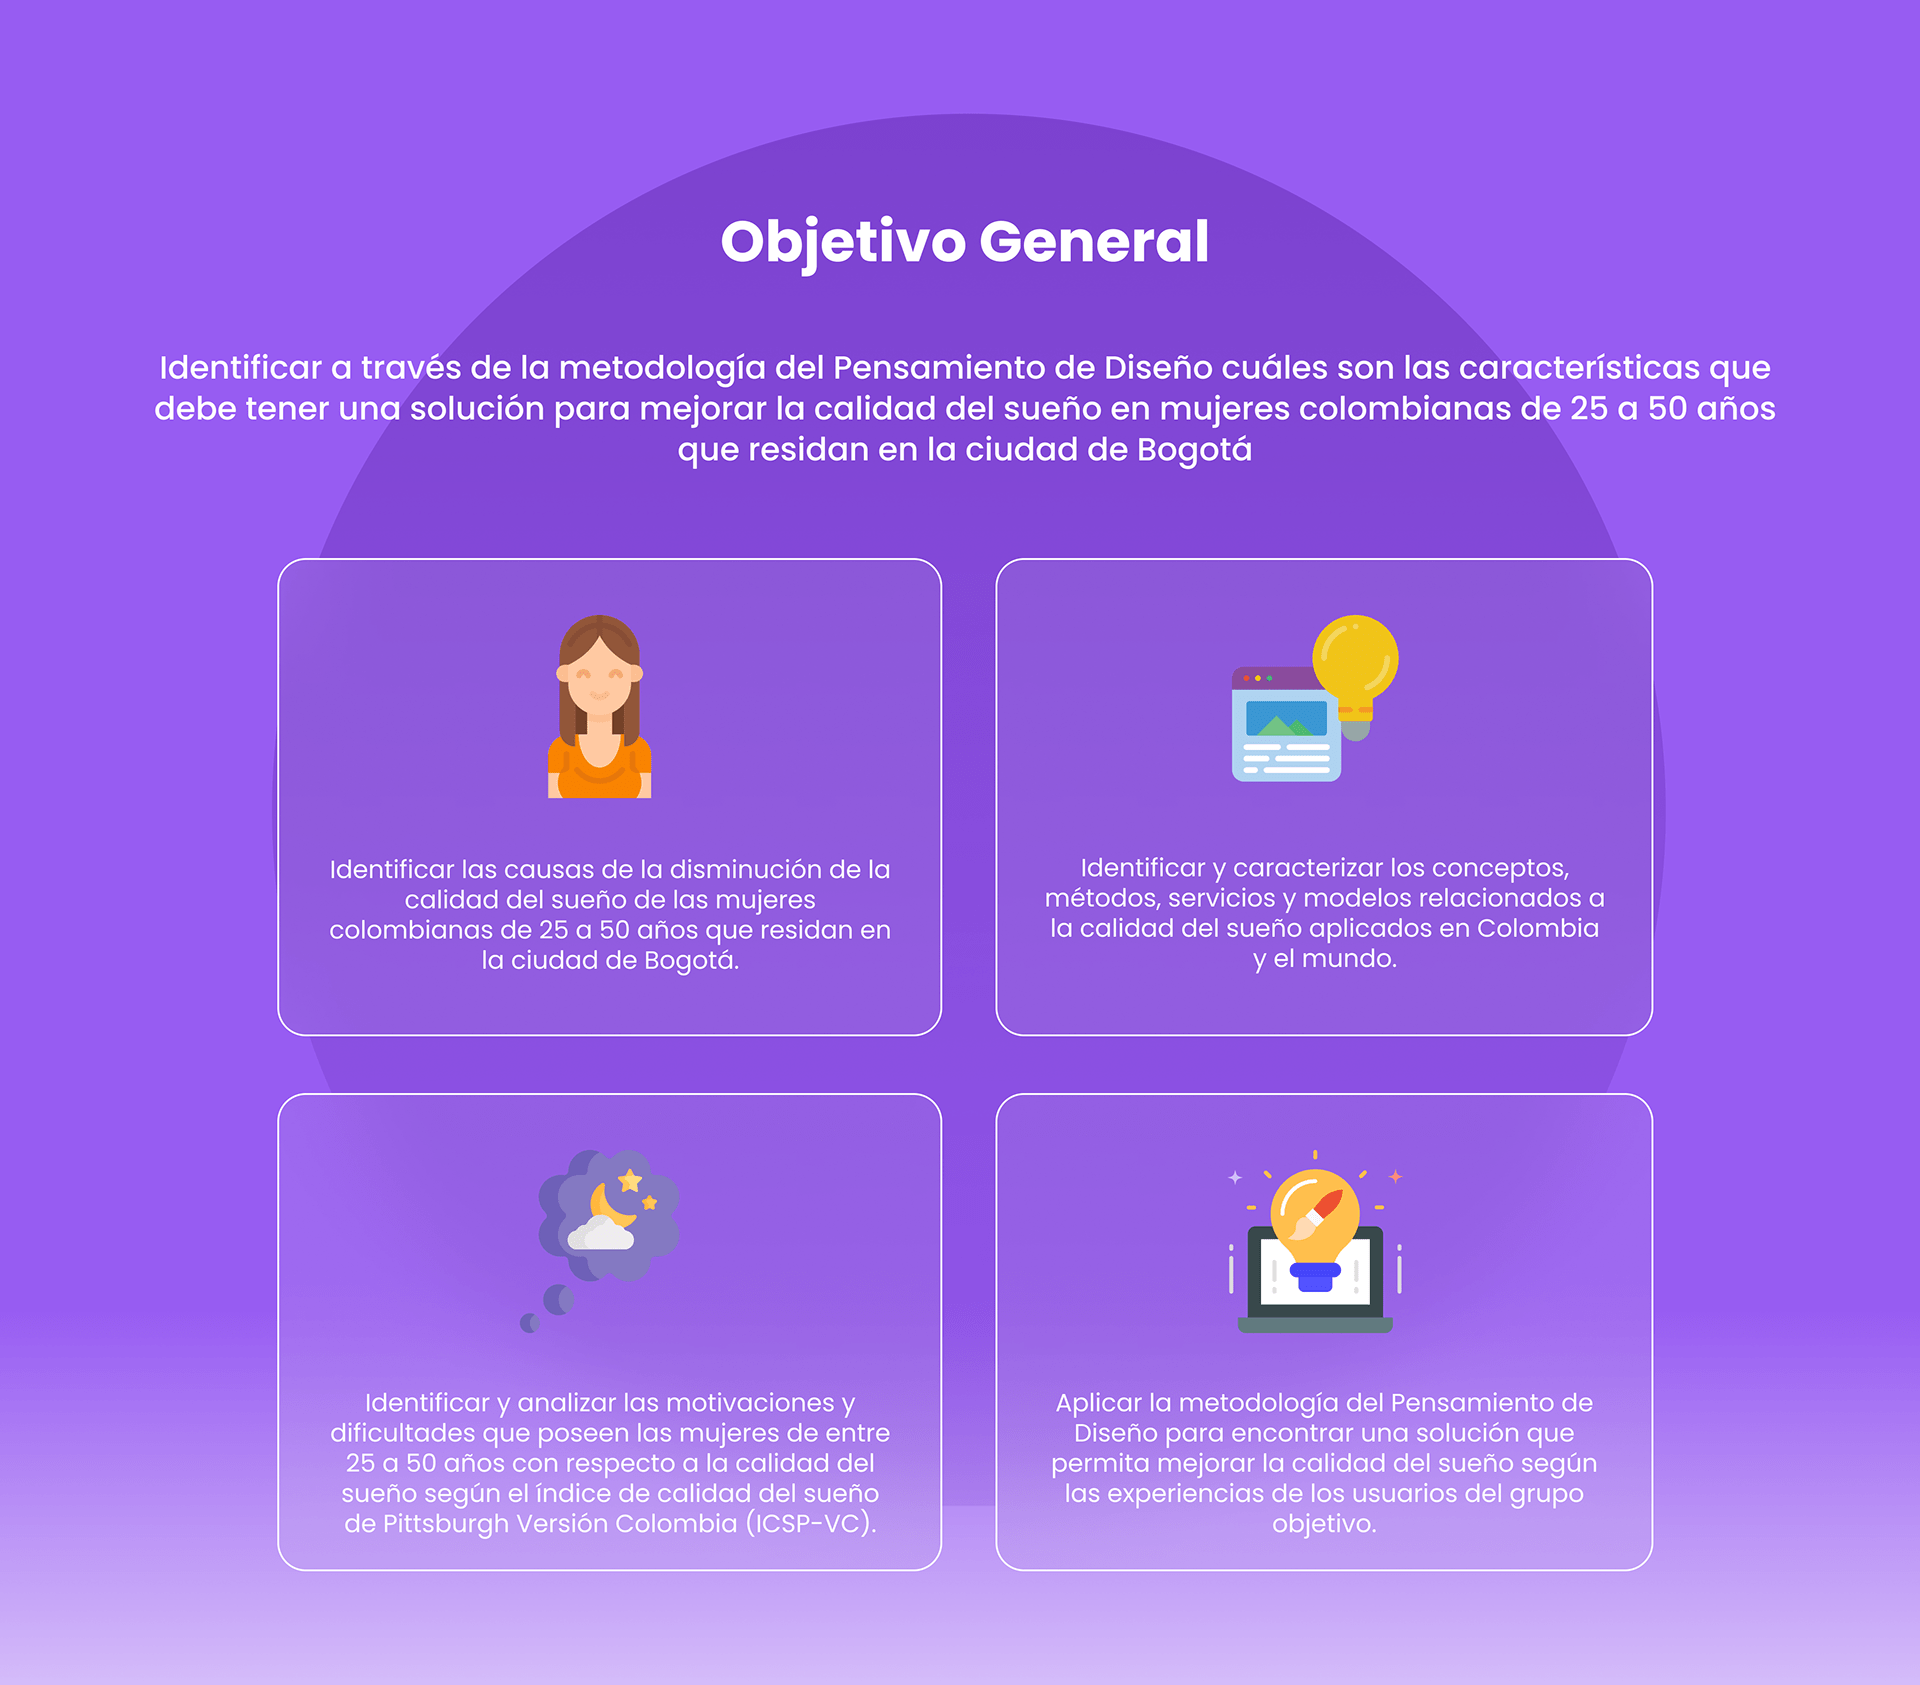 Objetivo General
Identificar a través de la metodología del Pensamiento de Diseño cuáles son las características que
debe tener una solución para mejorar la calidad del sueño en mujeres colombianas de 25 a 50 años
que residan en la ciudad de Bogotá
Identificar las causas de la disminución de la
calidad del sueño de las mujeres
colombianas de 25 a 50 años que residan en
la ciudad de Bogotá.
Identificar y caracterizar los conceptos,
métodos, servicios y modelos relacionados a
la calidad del sueño aplicados en Colombia
y el mundo.
Identificar y analizar las motivaciones y
dificultades que poseen las mujeres de entre
25 a 50 años con respecto a la calidad del
sueño según el índice de calidad del sueño
de Pittsburgh Versión Colombia (ICSP-VC).
Aplicar la metodología del Pensamiento de
Diseño para encontrar una solución que
permita mejorar la calidad del sueño según
las experiencias de los usuarios del grupo
objetivo.